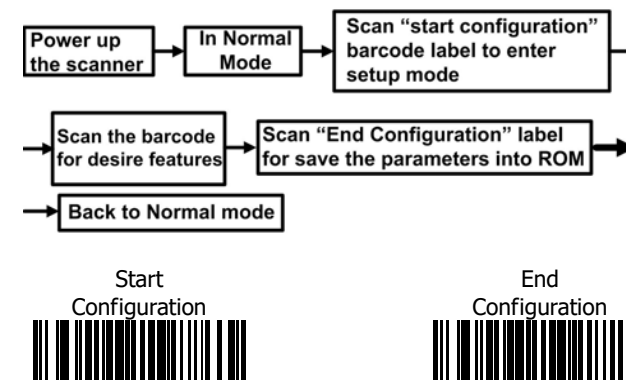 Power up
the scanner
In Normal
Mode
Scan “start configuration”
barcode label to enter
setup mode
Scan the barcode
for desire features
Scan “End Configuration” label
for save the parameters into ROM
Back to Normal mode
Start
Configuration
End
Configuration